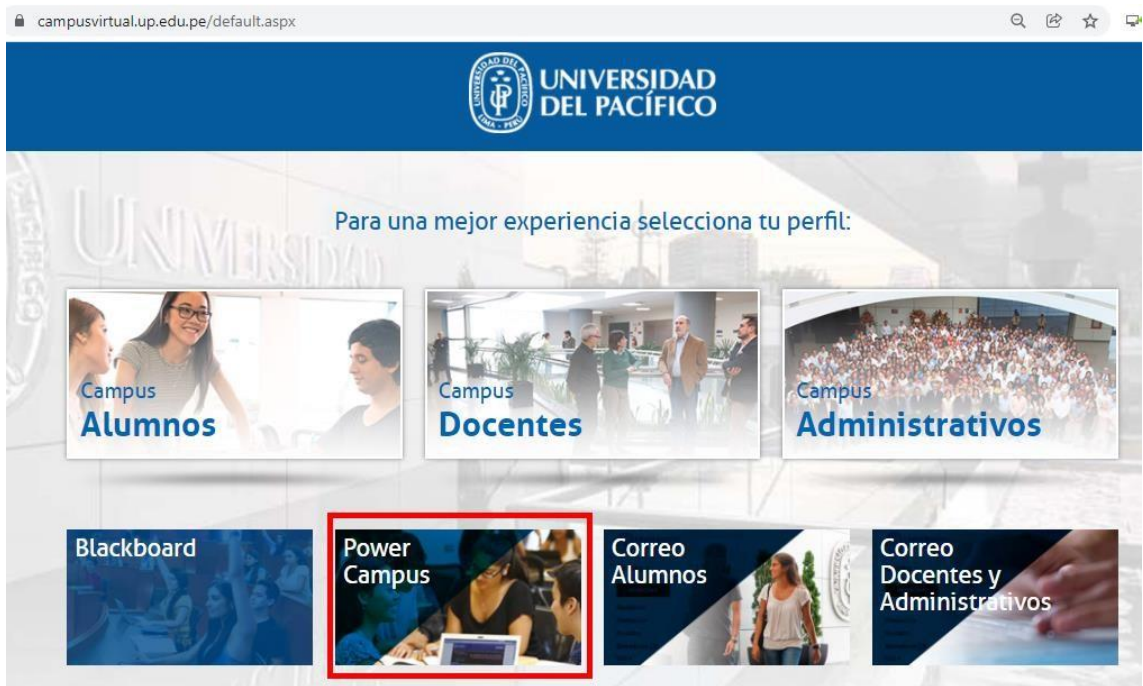 campusvirtual.up.edu.pe/default.aspx
UNIVERSIDAD
DEL PACÍFICO
Para una mejor experiencia selecciona tu perfil:
Campus
Alumnos
Campus
Docentes
Campus
Administrativos
Blackboard
Power
Campus
Correo
Alumnos
Correo
Docentes y
Administrativos